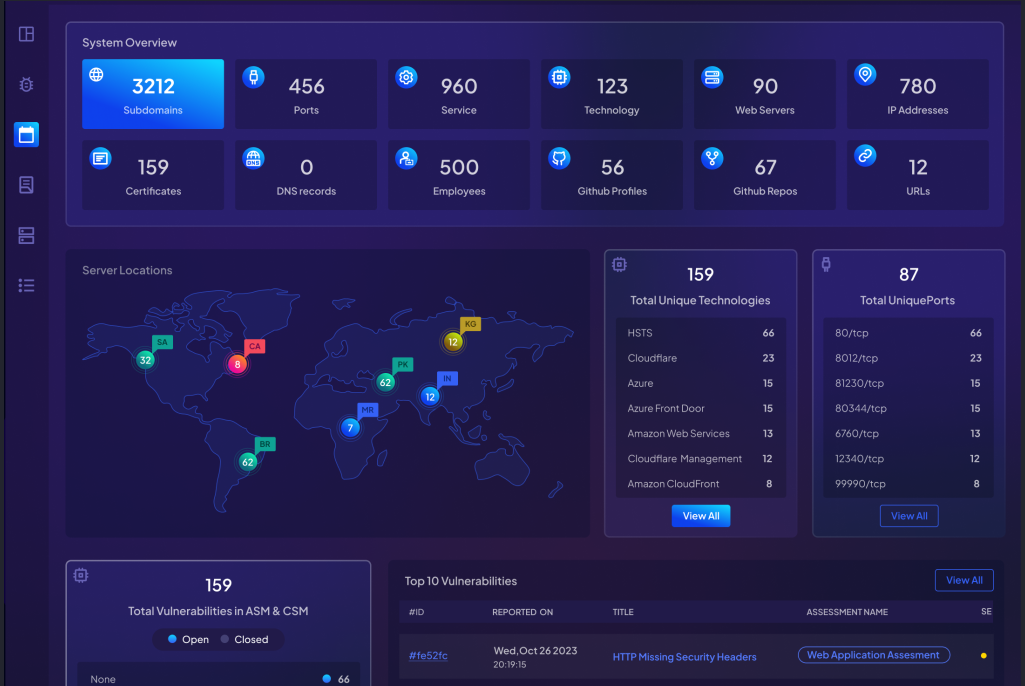 System Overview
3212
Subdomains
456
Ports
960
Service
123
Technology
90
Web Servers
780
IP Addresses
159
Certificates
DNS
0
DNS records
500
Employees
56
Github Profiles
67
Github Repos
12
URLs
Server Locations
SA
32
CA
8
KG
12
PK
62
IN
12
MR
7
BR
62
159
Total Unique Technologies
HSTS 66
Cloudflare 23
Azure 15
Azure Front Door 15
Amazon Web Services 13
Cloudflare Management 12
Amazon CloudFront 8
View All
87
Total UniquePorts
80/tcp 66
8012/tcp 23
81230/tcp 15
80344/tcp 15
6760/tcp 13
12340/tcp 12
99990/tcp 8
View All
159
Total Vulnerabilities in ASM & CSM
Open Closed
None 66
Top 10 Vulnerabilities
View All
#ID REPORTED ON TITLE ASSESSMENT NAME SE
#fe52fc Wed,Oct 26 2023 HTTP Missing Security Headers Web Application Assesment
20:19:15